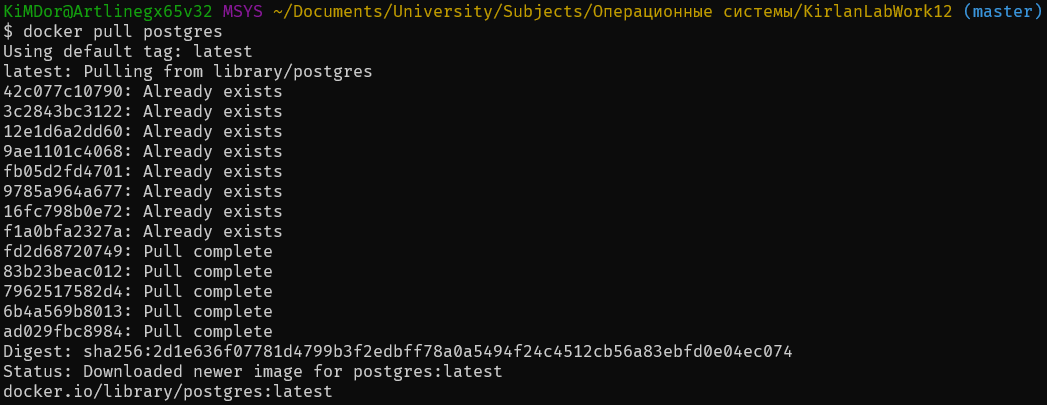 KiMDor@Artlinegx65v32 MSYS ~/Documents/University/Subjects/Операционные системы/KirlanLabWork12 (master)
$ docker pull postgres
Using default tag: latest
latest: Pulling from library/postgres
42c077c10790: Already exists
3c2843bc3122: Already exists
12e1d6a2dd60: Already exists
9ae1101c4068: Already exists
fb05d2fd4701: Already exists
9785a964a677: Already exists
16fc798b0e72: Already exists
f1a0bfa2327a: Already exists
fd2d68720749: Pull complete
83b23beac012: Pull complete
7962517582d4: Pull complete
6b4a569b8013: Pull complete
ad029fbc8984: Pull complete
Digest: sha256:2d1e636f07781d4799b3f2edbff78a0a5494f24c4512cb56a83ebfd0e04ec074
Status: Downloaded newer image for postgres:latest
docker.io/library/postgres:latest